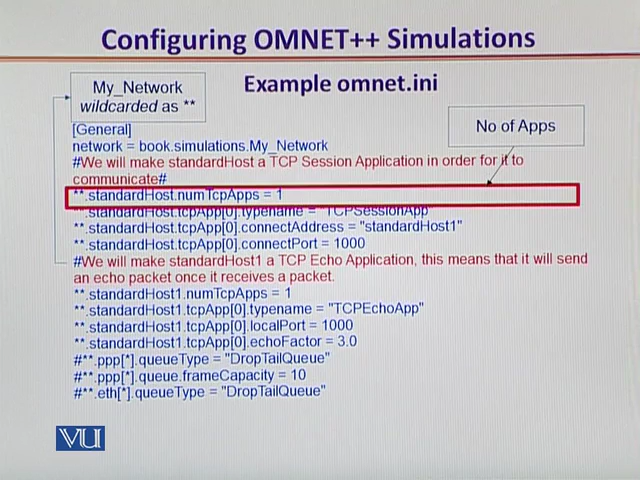 Configuring OMNET++ Simulations
My_Network
wildcarded as **
Example omnet.ini
No of Apps
[General]
network = book.simulations.My_Network
#We will make standardHost a TCP Session Application in order for it to
communicate#
**.standardHost.numTcpApps = 1
**.standardHost.tcpApp[0].typename = "TCPSessionApp"
**.standardHost.tcpApp[0].connectAddress = "standardHost1"
**.standardHost.tcpApp[0].connectPort = 1000
#We will make standardHost1 a TCP Echo Application, this means that it will send
an echo packet once it receives a packet.
**.standardHost1.numTcpApps = 1
**.standardHost1.tcpApp[0].typename = "TCPEchoApp"
**.standardHost1.tcpApp[0].localPort = 1000
**.standardHost1.tcpApp[0].echoFactor = 3.0
#**.ppp[*].queueType = "DropTailQueue"
#**.ppp[*].queue.frameCapacity = 10
#**.eth[*].queueType = "DropTailQueue"
VU